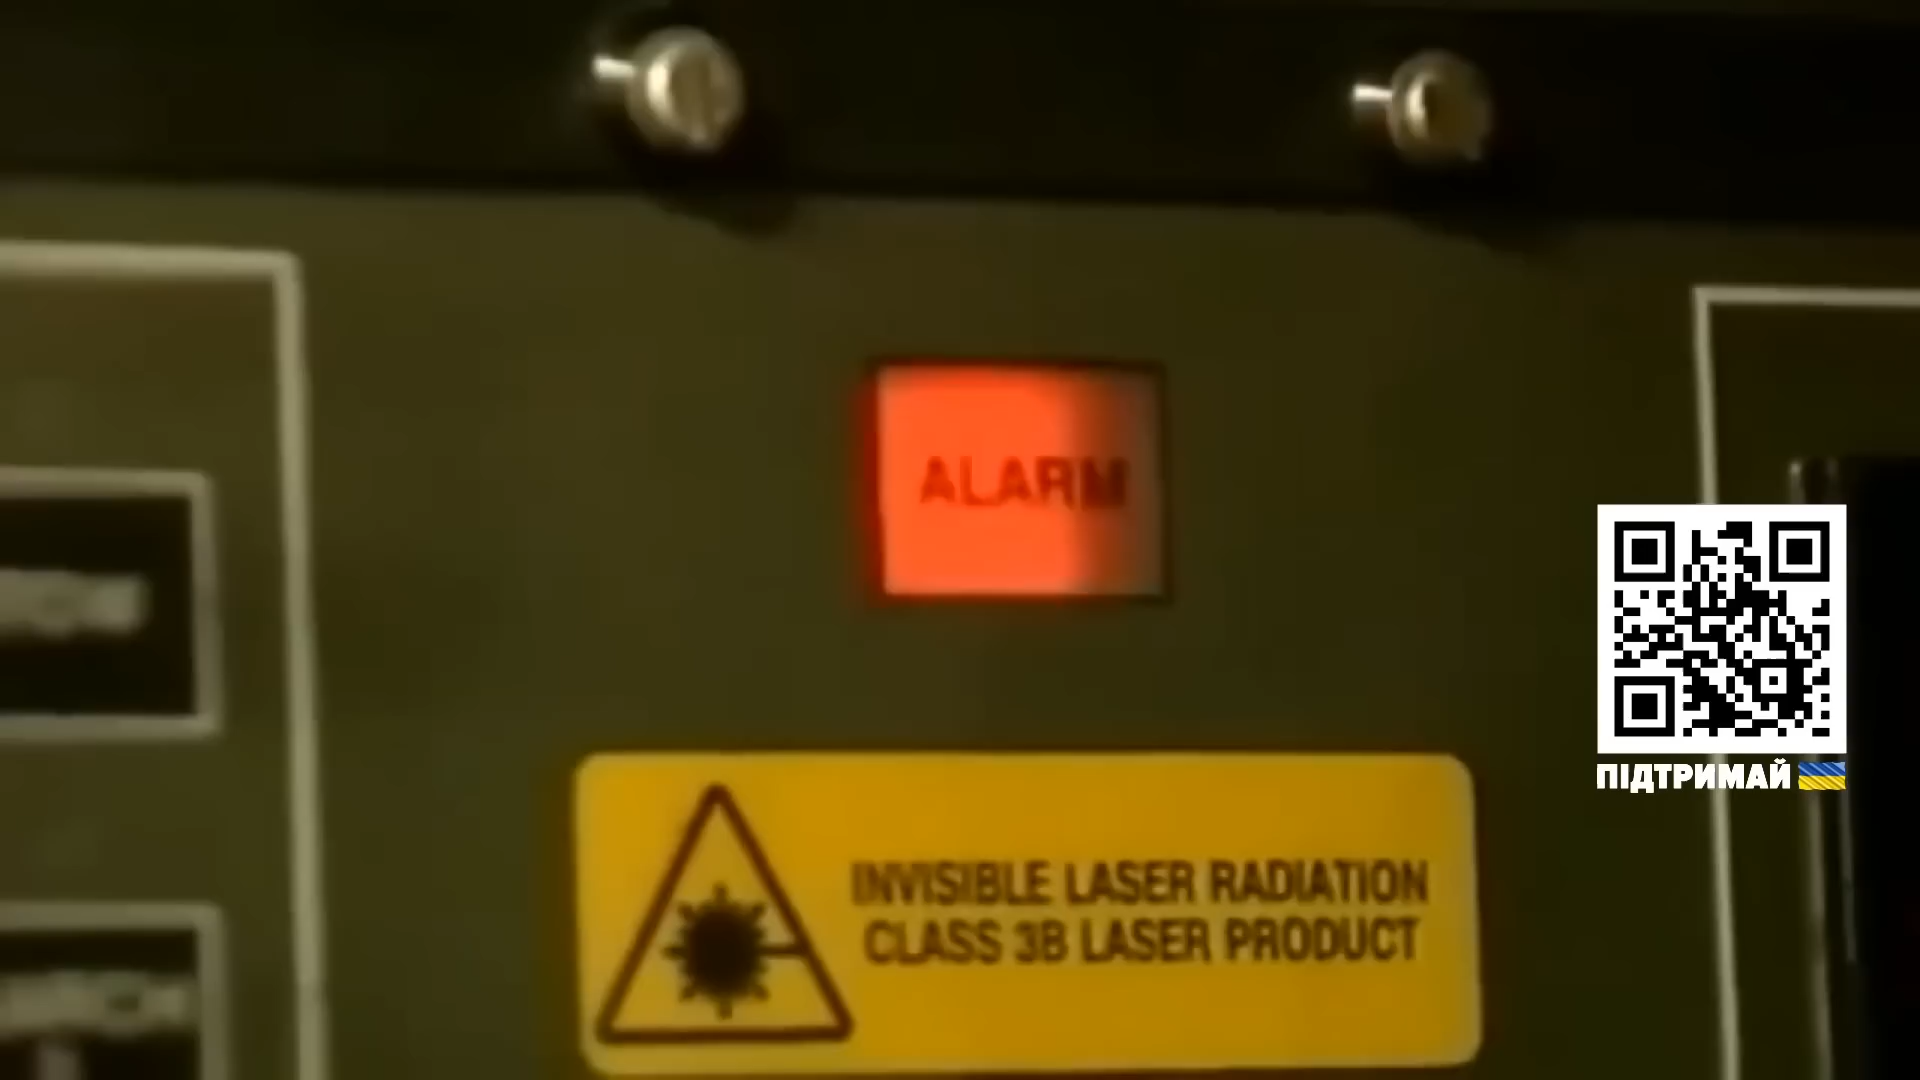 ALARM
INVISIBLE LASER RADIATION
CLASS 3B LASER PRODUCT
ПІДТРИМАЙ